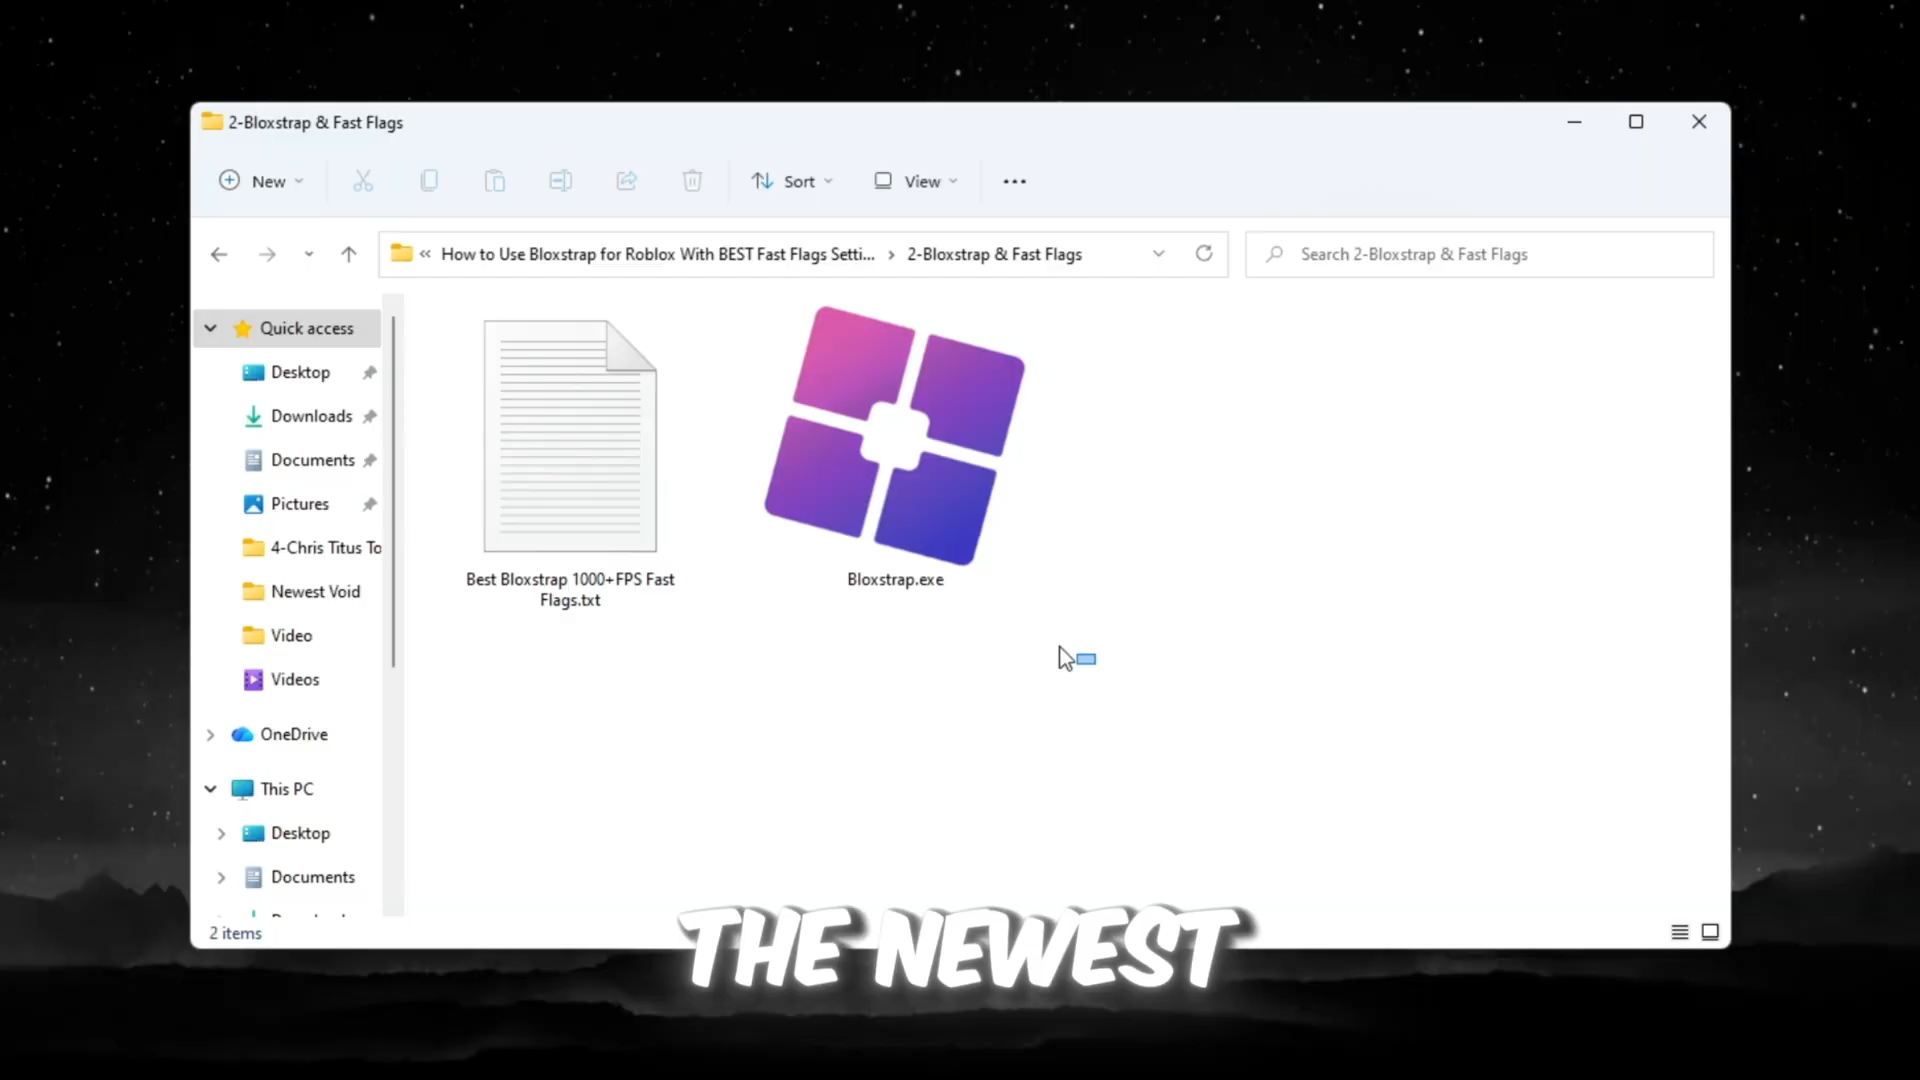 2-Bloxstrap & Fast Flags
New
Sort
View
« How to Use Bloxstrap for Roblox With BEST Fast Flags Setti... › 2-Bloxstrap & Fast Flags
Search 2-Bloxstrap & Fast Flags
Quick access
Desktop
Downloads
Documents
Pictures
4-Chris Titus To
Newest Void
Video
Videos
OneDrive
This PC
Desktop
Documents
Best Bloxstrap 1000+FPS Fast
Flags.txt
Bloxstrap.exe
2 items
THE NEWEST